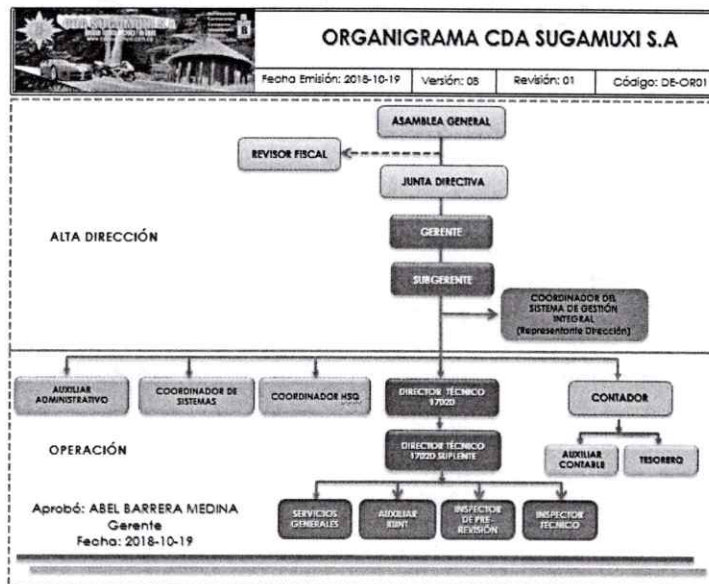 CDA SUGAMUXI S.A
ORGANIGRAMA CDA SUGAMUXI S.A
Fecha Emisión: 2018-10-19
Versión: 05
Revisión: 01
Código: DE-OR01
ASAMBLEA GENERAL
REVISOR FISCAL
JUNTA DIRECTIVA
ALTA DIRECCIÓN
GERENTE
SUBGERENTE
COORDINADOR DEL
SISTEMA DE GESTIÓN
INTEGRAL
(Representante Dirección)
AUXILIAR
ADMINISTRATIVO
COORDINADOR DE
SISTEMAS
COORDINADOR HSQ
DIRECTOR TÉCNICO
17020
CONTADOR
OPERACIÓN
DIRECTOR TÉCNICO
17020 SUPLENTE
AUXILIAR
CONTABLE
TESORERO
SERVICIOS
GENERALES
AUXILIAR
RUNT
INSPECTOR
DE PRE-
REVISIÓN
INSPECTOR
TÉCNICO
Aprobó: ABEL BARRERA MEDINA
Gerente
Fecha: 2018-10-19